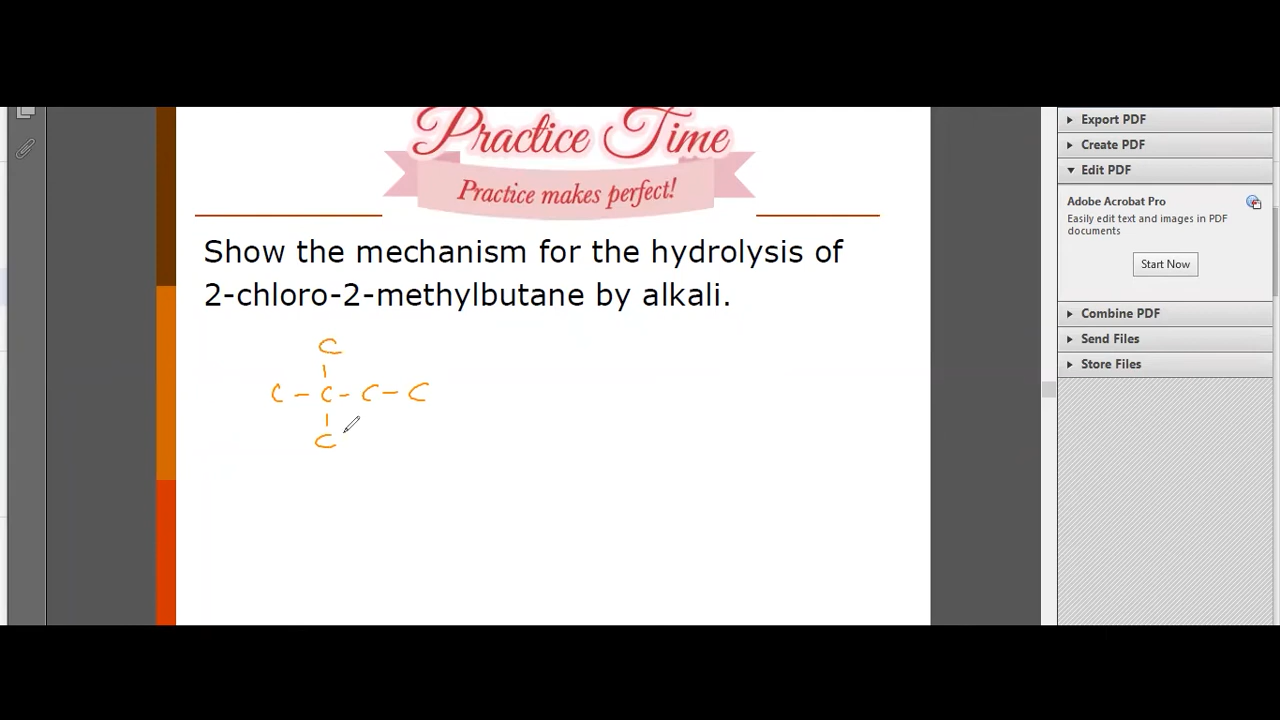 Practice Time
Practice makes perfect!
Show the mechanism for the hydrolysis of
2-chloro-2-methylbutane by alkali.
C
C - C - C - C
C
Export PDF
Create PDF
Edit PDF
Adobe Acrobat Pro
Easily edit text and images in PDF
documents
Start Now
Combine PDF
Send Files
Store Files